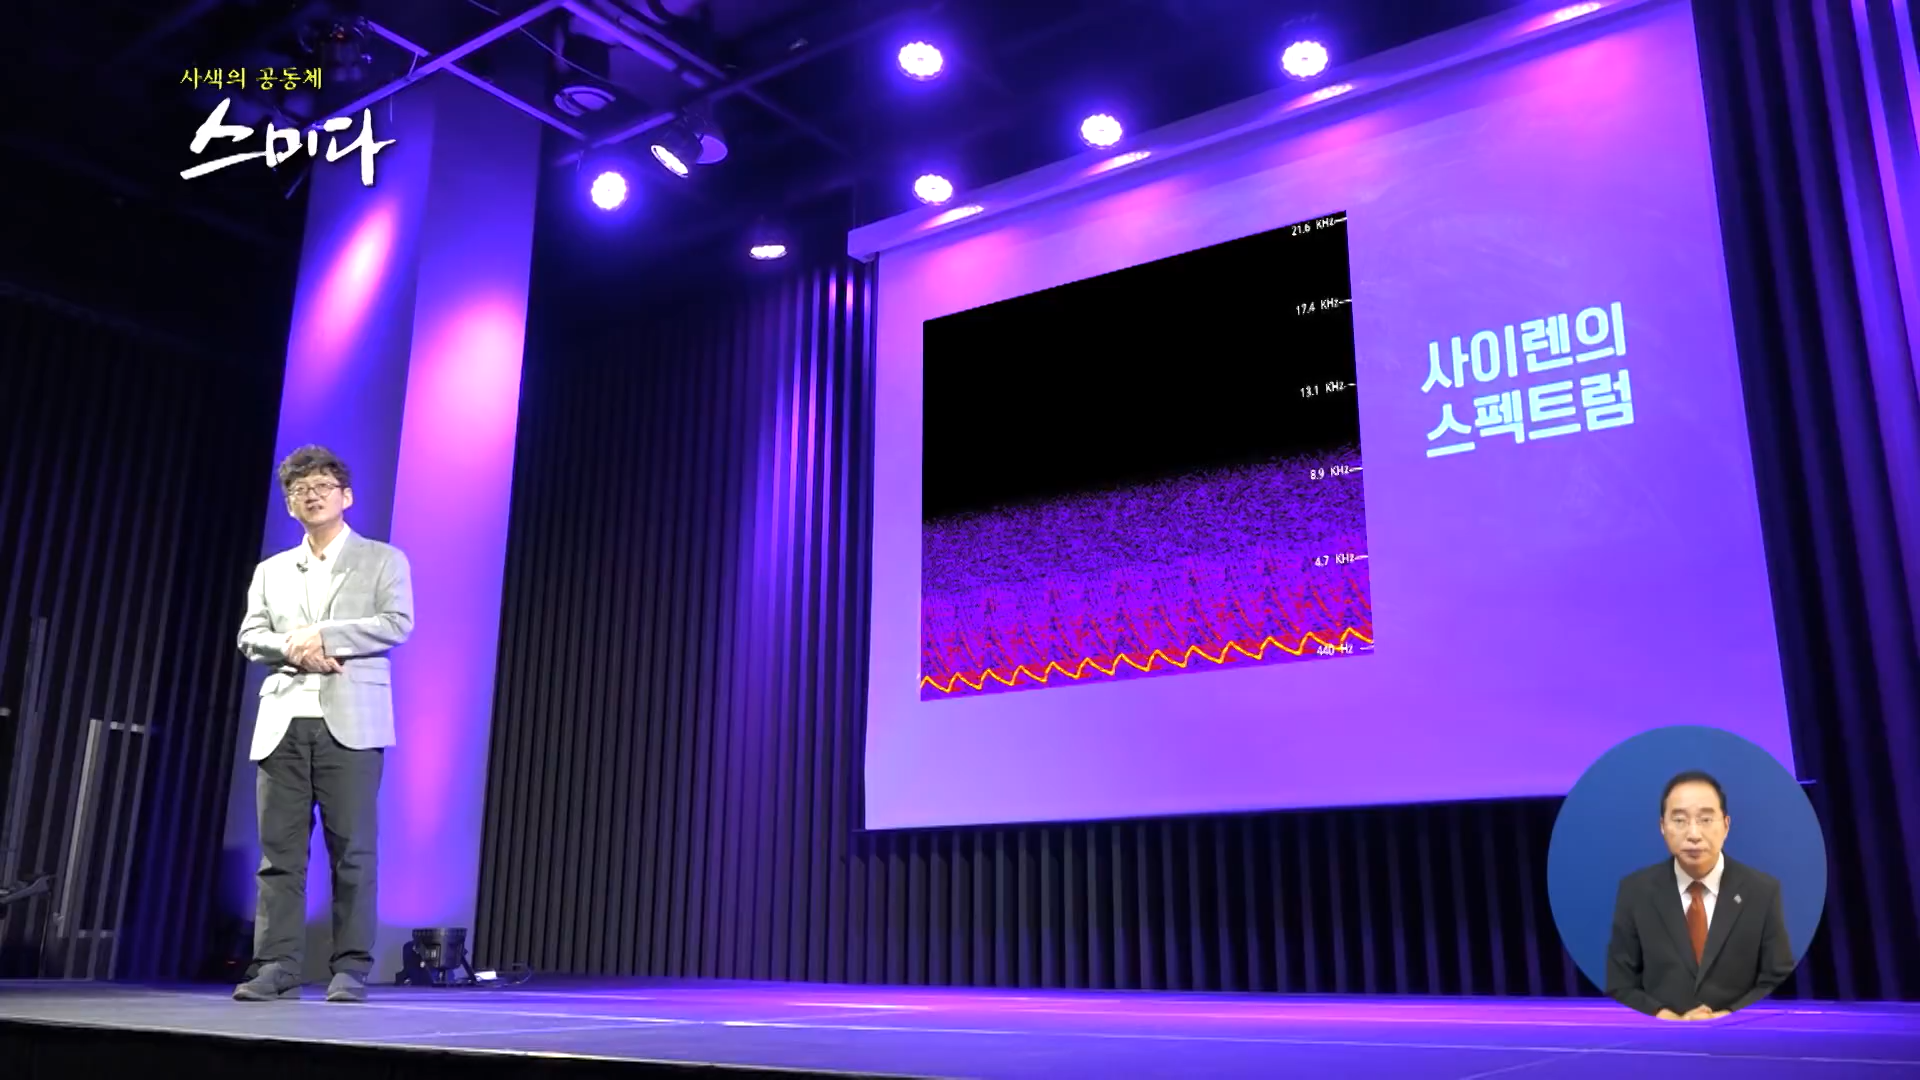 사색의 공동체
스미다
21.6 KHz
17.4 KHz
13.1 KHz
8.9 KHz
4.7 KHz
440 Hz
사이렌의
스펙트럼